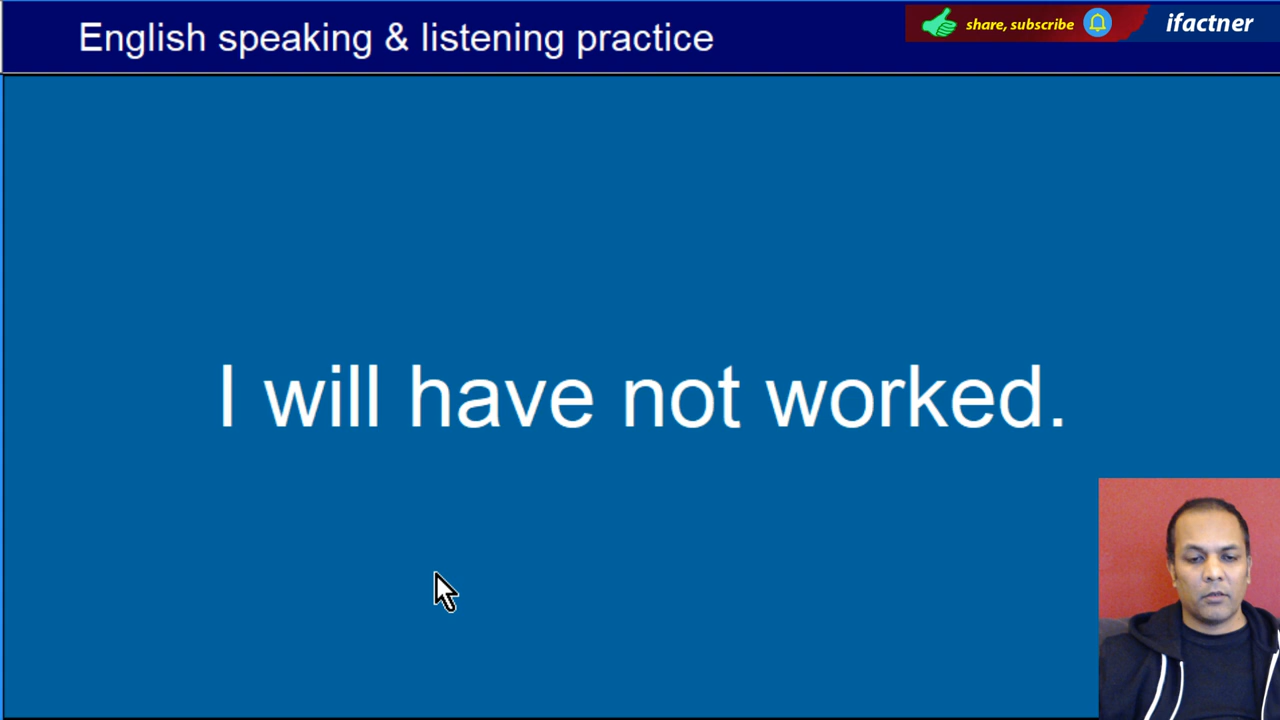 English speaking & listening practice
share, subscribe
ifactner
I will have not worked.